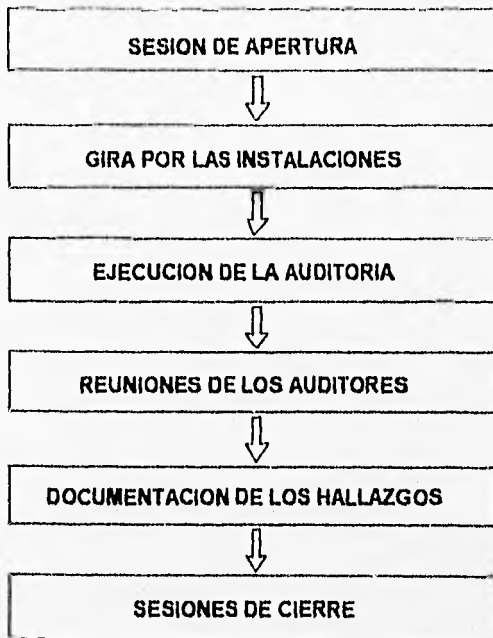 SESION DE APERTURA
GIRA POR LAS INSTALACIONES
EJECUCION DE LA AUDITORIA
REUNIONES DE LOS AUDITORES
DOCUMENTACION DE LOS HALLAZGOS
SESIONES DE CIERRE